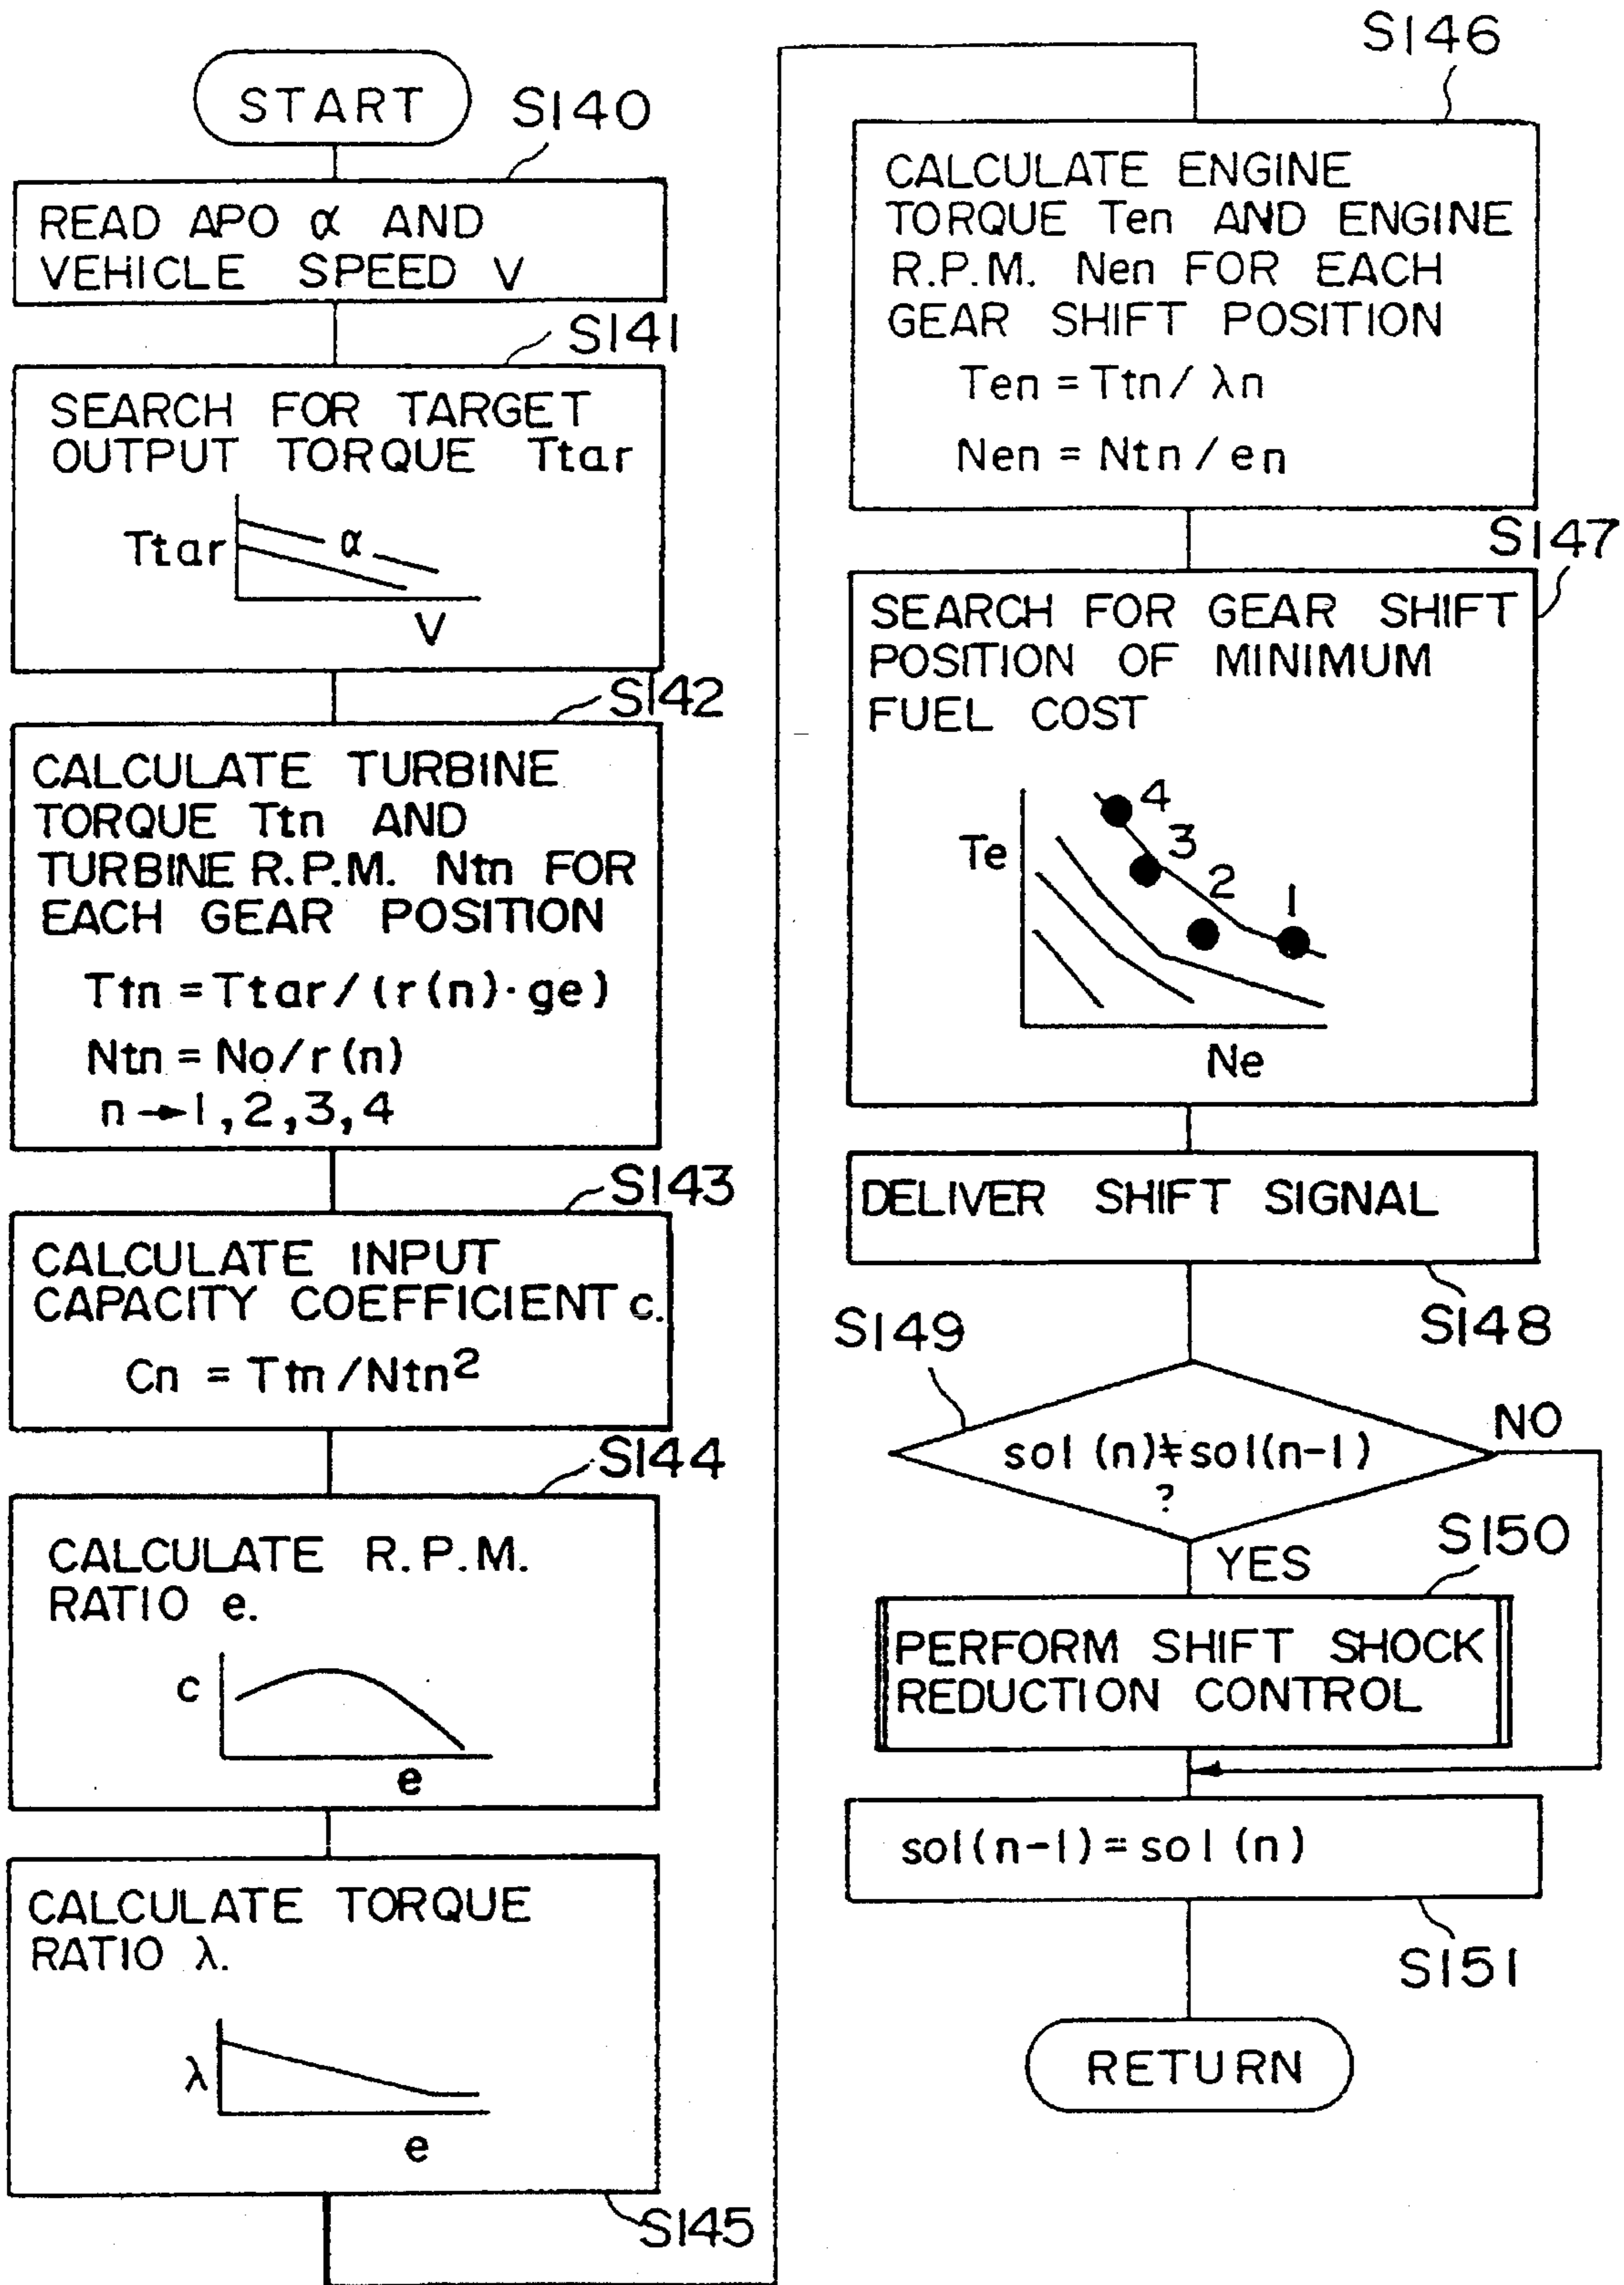 START
S140
READ APO α AND
VEHICLE SPEED V
S141
SEARCH FOR TARGET
OUTPUT TORQUE Ttar
Ttar
α
V
S142
CALCULATE TURBINE
TORQUE Ttn AND
TURBINE R.P.M. Ntn FOR
EACH GEAR POSITION
Ttn = Ttar/(r(n)·ge)
Ntn = No/r(n)
n→1,2,3,4
S143
CALCULATE INPUT
CAPACITY COEFFICIENT c.
Cn = Ttn/Ntn²
S144
CALCULATE R.P.M.
RATIO e.
c
e
CALCULATE TORQUE
RATIO λ.
λ
e
S145
S146
CALCULATE ENGINE
TORQUE Ten AND ENGINE
R.P.M. Nen FOR EACH
GEAR SHIFT POSITION
Ten = Ttn/λn
Nen = Ntn/en
S147
SEARCH FOR GEAR SHIFT
POSITION OF MINIMUM
FUEL COST
Te
4
3
2
1
Ne
DELIVER SHIFT SIGNAL
S148
S149
sol(n)≠sol(n-1)
?
NO
YES
S150
PERFORM SHIFT SHOCK
REDUCTION CONTROL
sol(n-1)=sol(n)
S151
RETURN